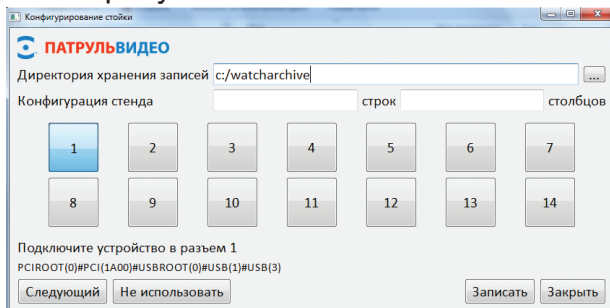 Конфигурирование стойки
ПАТРУЛЬВИДЕО
Директория хранения записей c:/watcharchive ...
Конфигурация стенда строк столбцов
1 2 3 4 5 6 7
8 9 10 11 12 13 14
Подключите устройство в разъем 1
PCIROOT(0)#PCI(1A00)#USBROOT(0)#USB(1)#USB(3)
Следующий Не использовать Записать Закрыть